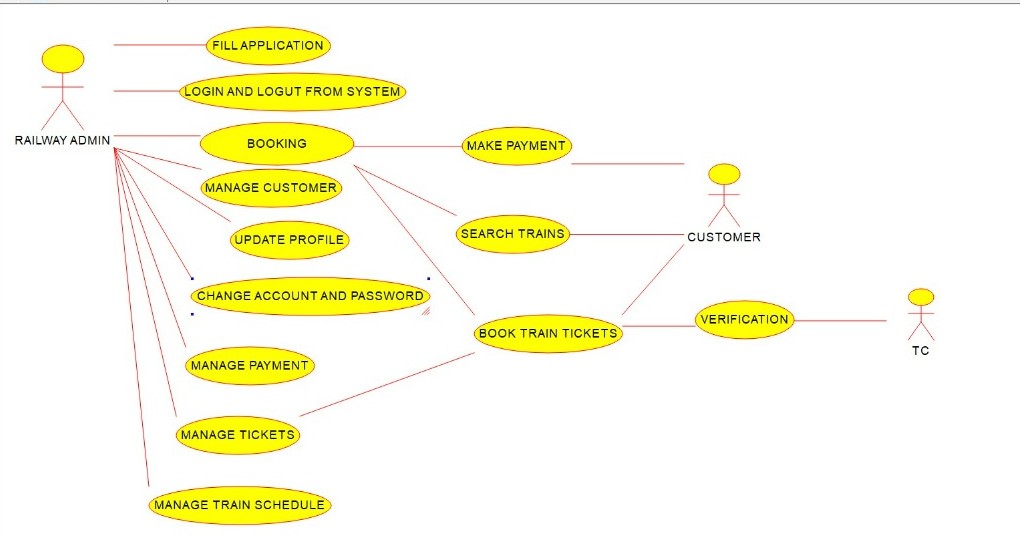 FILL APPLICATION
LOGIN AND LOGUT FROM SYSTEM
RAILWAY ADMIN
BOOKING
MAKE PAYMENT
MANAGE CUSTOMER
SEARCH TRAINS
CUSTOMER
UPDATE PROFILE
CHANGE ACCOUNT AND PASSWORD
BOOK TRAIN TICKETS
VERIFICATION
TC
MANAGE PAYMENT
MANAGE TICKETS
MANAGE TRAIN SCHEDULE